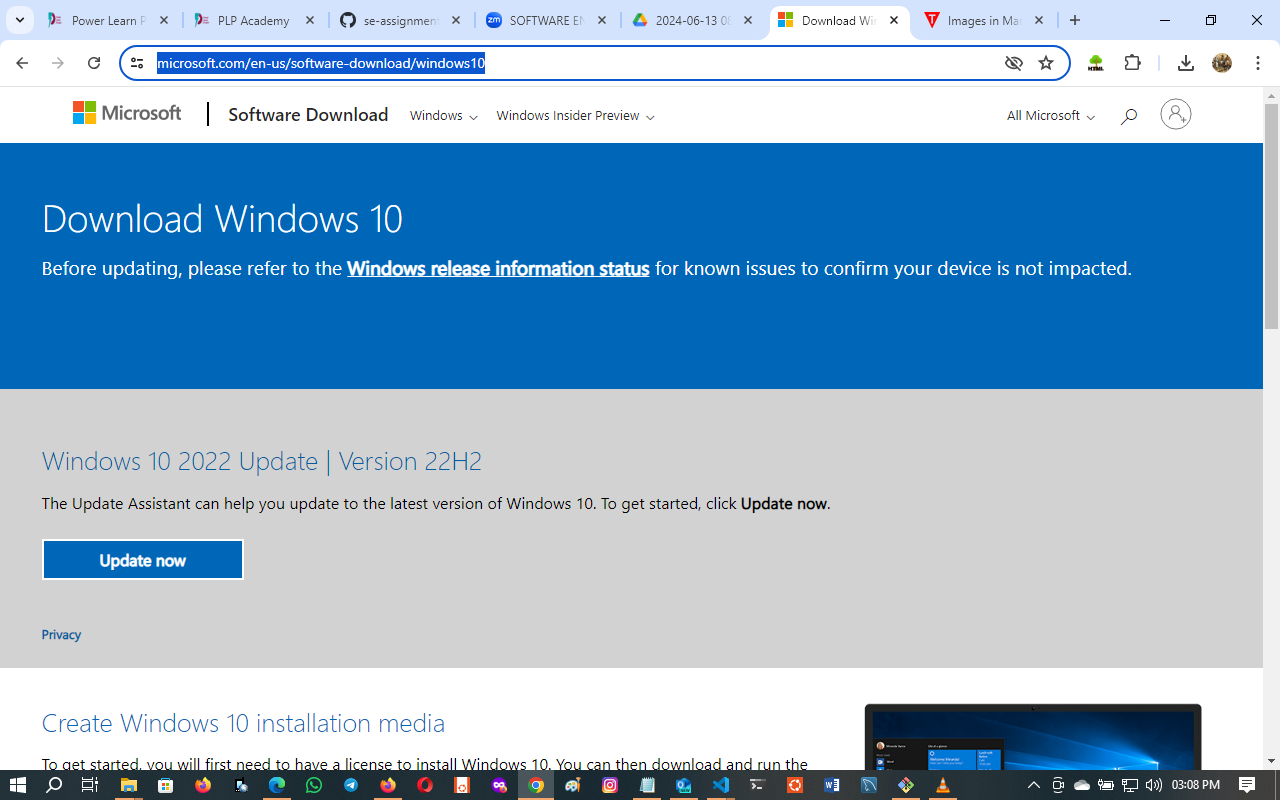 Power Learn P
PLP Academy
se-assignment
SOFTWARE EN
2024-06-13 08
Download Win
Images in Mar
microsoft.com/en-us/software-download/windows10
Microsoft
Software Download
Windows
Windows Insider Preview
All Microsoft
Download Windows 10
Before updating, please refer to the Windows release information status for known issues to confirm your device is not impacted.
Windows 10 2022 Update | Version 22H2
The Update Assistant can help you update to the latest version of Windows 10. To get started, click Update now.
Update now
Privacy
Create Windows 10 installation media
To get started, you will first need to have a license to install Windows 10. You can then download and run the
03:08 PM